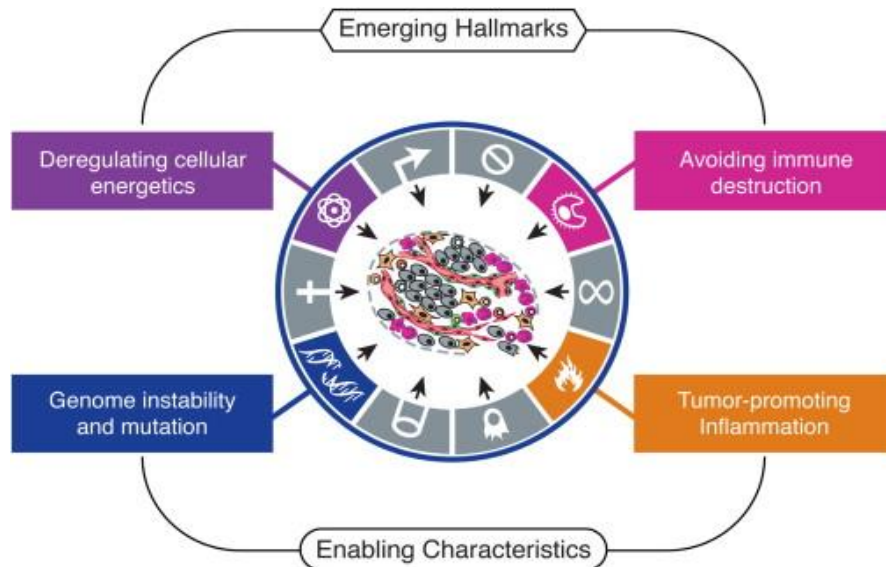 Emerging Hallmarks
Deregulating cellular
energetics
Avoiding immune
destruction
Genome instability
and mutation
Tumor-promoting
Inflammation
Enabling Characteristics